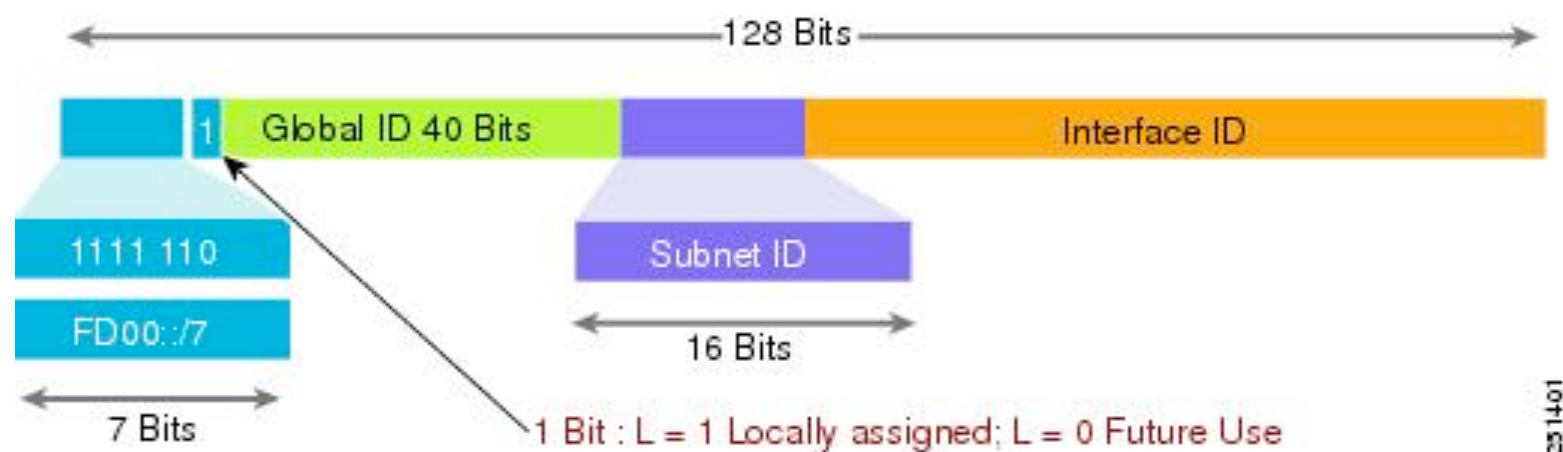 128 Bits
1
Global ID 40 Bits
Interface ID
1111 110
Subnet ID
FD00::/7
16 Bits
7 Bits
1 Bit : L = 1 Locally assigned; L = 0 Future Use
351401